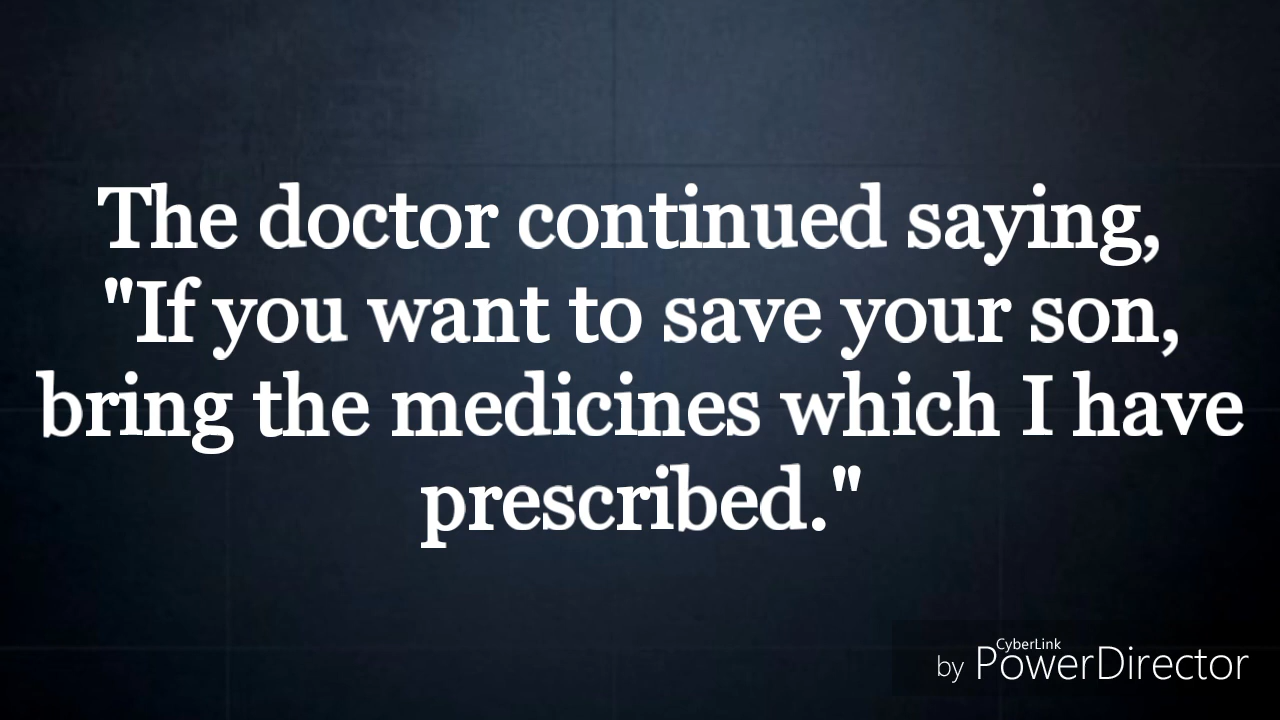 The doctor continued saying,
"If you want to save your son,
bring the medicines which I have
prescribed."
CyberLink
by PowerDirector